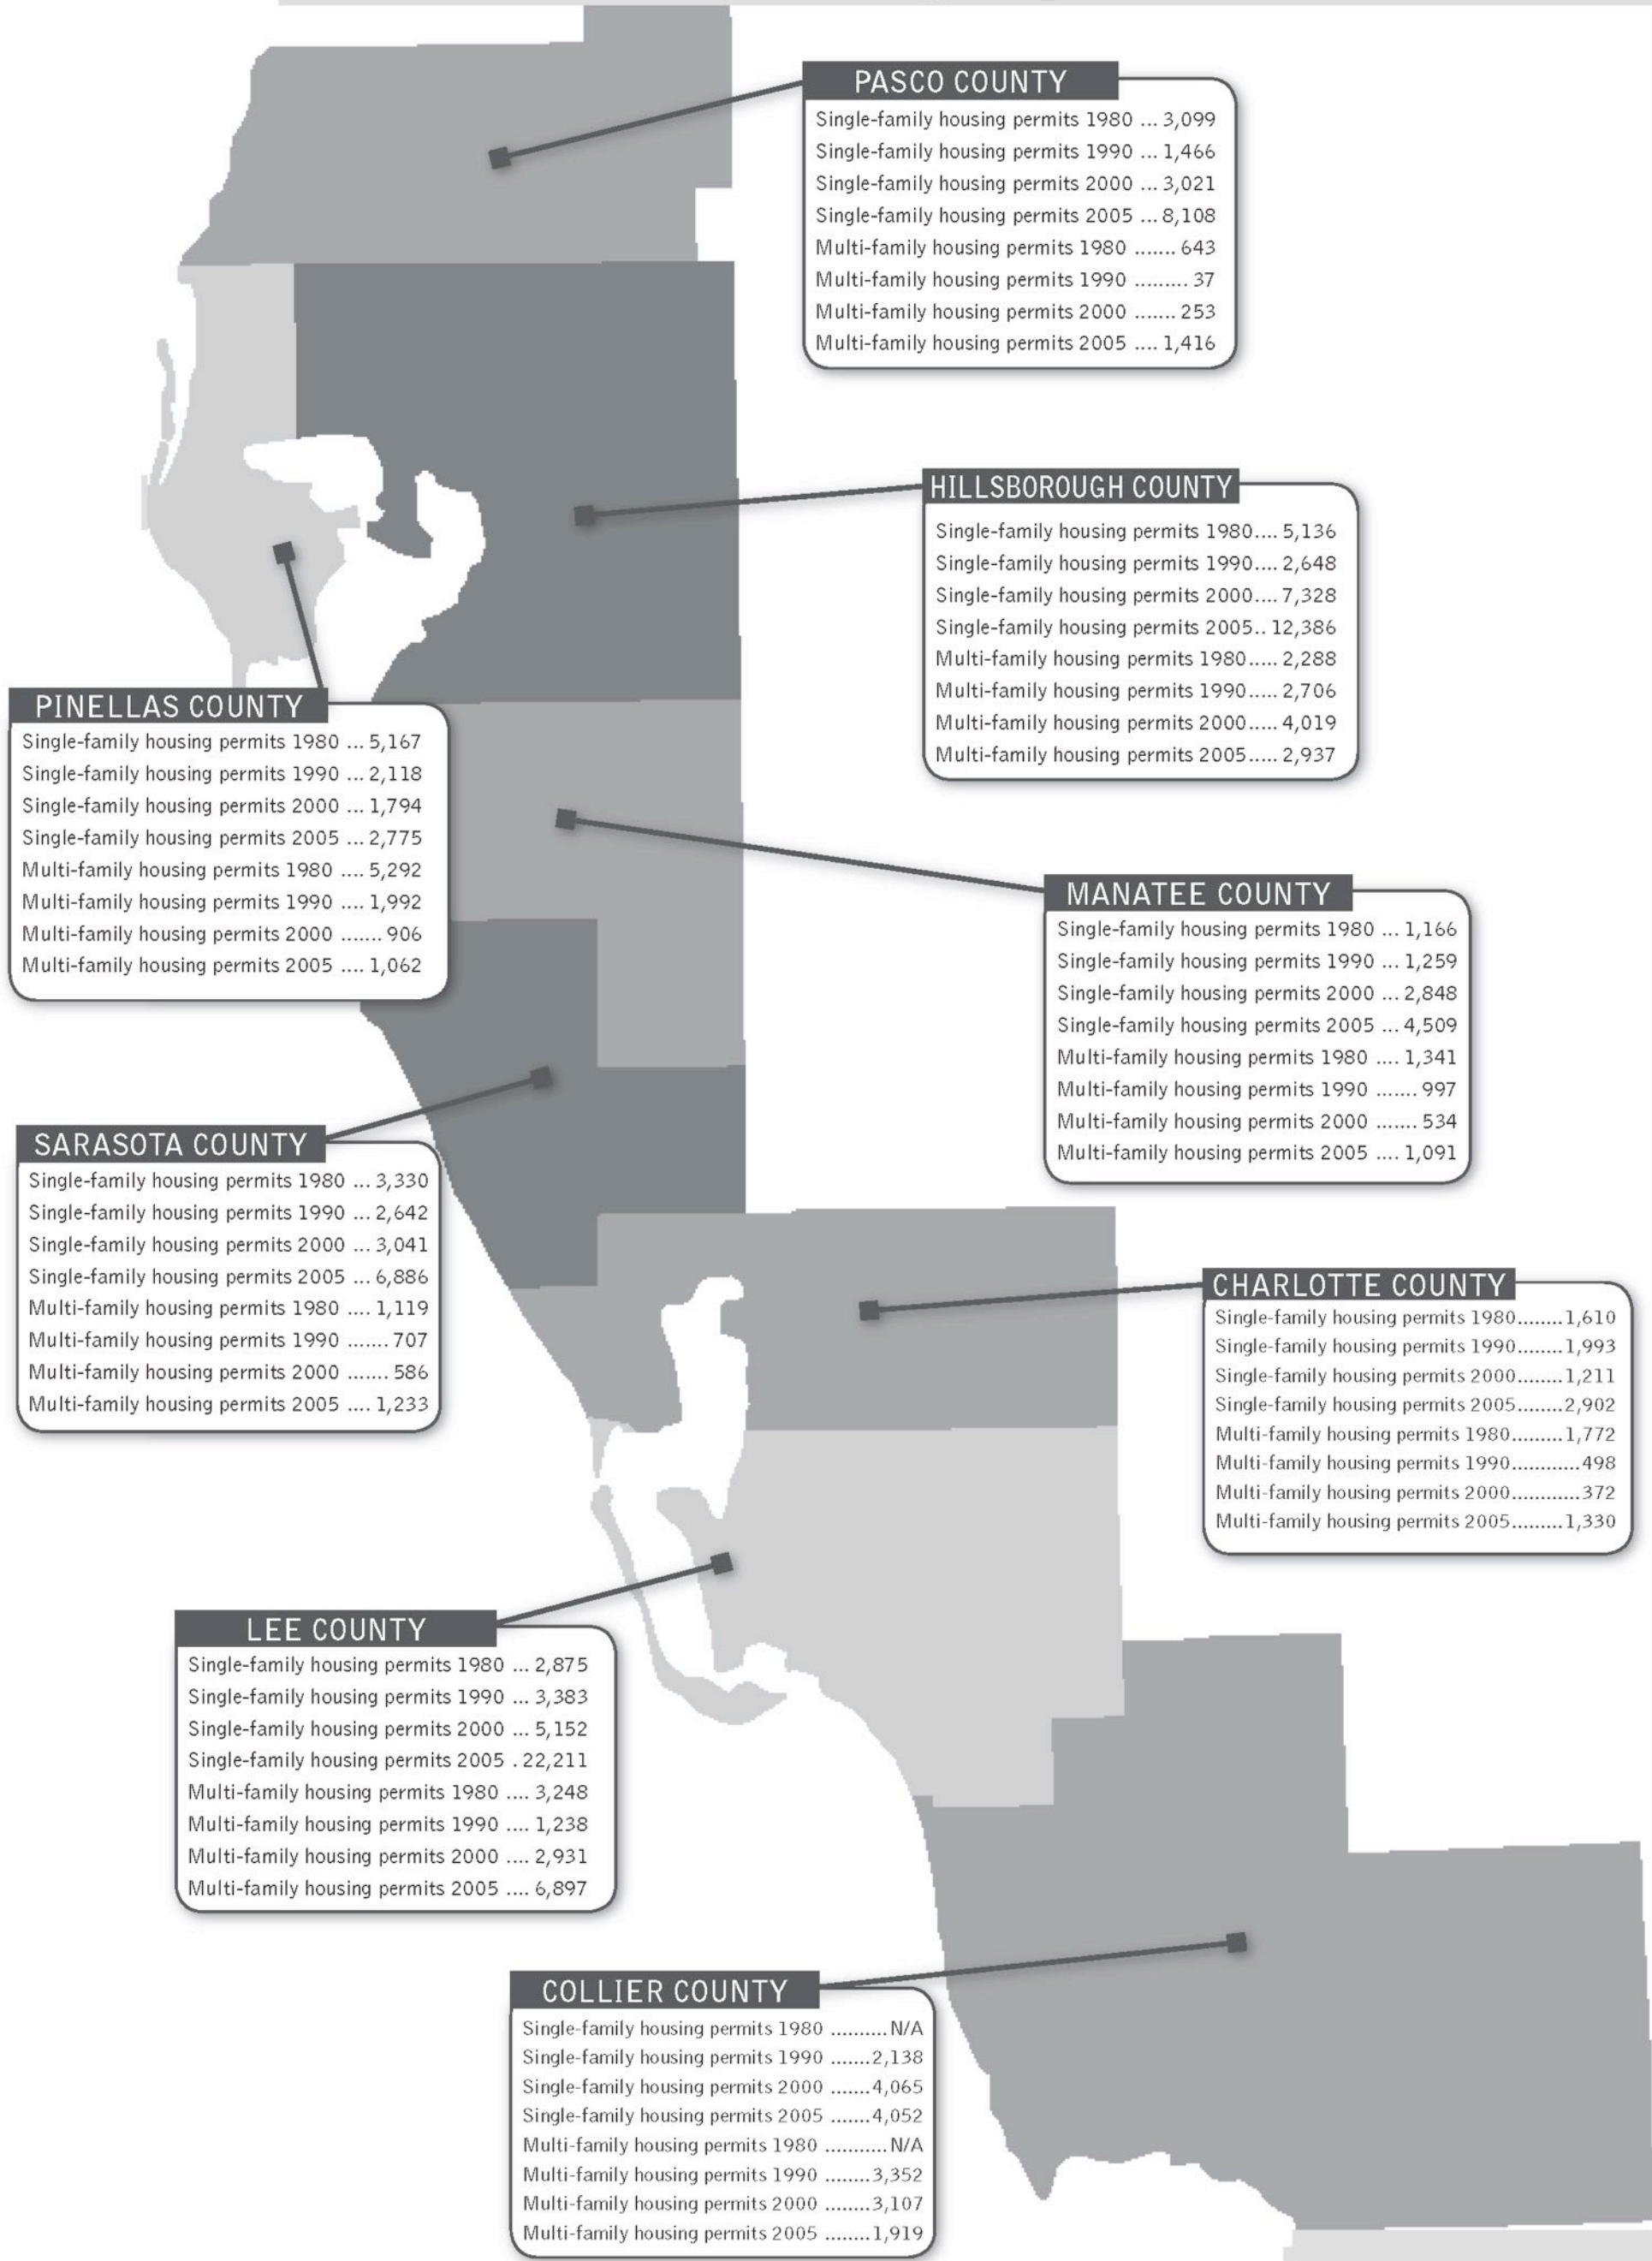 PASCO COUNTY
Single-family housing permits 1980 ... 3,099
Single-family housing permits 1990 ... 1,466
Single-family housing permits 2000 ... 3,021
Single-family housing permits 2005 ... 8,108
Multi-family housing permits 1980 ....... 643
Multi-family housing permits 1990 ......... 37
Multi-family housing permits 2000 ....... 253
Multi-family housing permits 2005 .... 1,416
HILLSBOROUGH COUNTY
Single-family housing permits 1980.... 5,136
Single-family housing permits 1990.... 2,648
Single-family housing permits 2000.... 7,328
Single-family housing permits 2005.. 12,386
Multi-family housing permits 1980..... 2,288
Multi-family housing permits 1990..... 2,706
Multi-family housing permits 2000..... 4,019
Multi-family housing permits 2005..... 2,937
PINELLAS COUNTY
Single-family housing permits 1980 ... 5,167
Single-family housing permits 1990 ... 2,118
Single-family housing permits 2000 ... 1,794
Single-family housing permits 2005 ... 2,775
Multi-family housing permits 1980 .... 5,292
Multi-family housing permits 1990 .... 1,992
Multi-family housing permits 2000 ....... 906
Multi-family housing permits 2005 .... 1,062
MANATEE COUNTY
Single-family housing permits 1980 ... 1,166
Single-family housing permits 1990 ... 1,259
Single-family housing permits 2000 ... 2,848
Single-family housing permits 2005 ... 4,509
Multi-family housing permits 1980 .... 1,341
Multi-family housing permits 1990 ....... 997
Multi-family housing permits 2000 ....... 534
Multi-family housing permits 2005 .... 1,091
SARASOTA COUNTY
Single-family housing permits 1980 ... 3,330
Single-family housing permits 1990 ... 2,642
Single-family housing permits 2000 ... 3,041
Single-family housing permits 2005 ... 6,886
Multi-family housing permits 1980 .... 1,119
Multi-family housing permits 1990 ....... 707
Multi-family housing permits 2000 ....... 586
Multi-family housing permits 2005 .... 1,233
CHARLOTTE COUNTY
Single-family housing permits 1980........1,610
Single-family housing permits 1990........1,993
Single-family housing permits 2000........1,211
Single-family housing permits 2005........2,902
Multi-family housing permits 1980.........1,772
Multi-family housing permits 1990............498
Multi-family housing permits 2000............372
Multi-family housing permits 2005.........1,330
LEE COUNTY
Single-family housing permits 1980 ... 2,875
Single-family housing permits 1990 ... 3,383
Single-family housing permits 2000 ... 5,152
Single-family housing permits 2005 . 22,211
Multi-family housing permits 1980 .... 3,248
Multi-family housing permits 1990 .... 1,238
Multi-family housing permits 2000 .... 2,931
Multi-family housing permits 2005 .... 6,897
COLLIER COUNTY
Single-family housing permits 1980 ..........N/A
Single-family housing permits 1990 .......2,138
Single-family housing permits 2000 .......4,065
Single-family housing permits 2005 .......4,052
Multi-family housing permits 1980 ...........N/A
Multi-family housing permits 1990 ........3,352
Multi-family housing permits 2000 ........3,107
Multi-family housing permits 2005 ........1,919